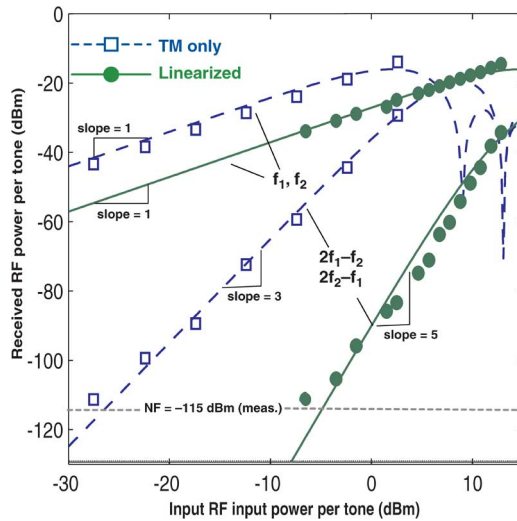 0
-20
-40
-60
-80
-100
-120
Received RF power per tone (dBm)
TM only
Linearized
slope = 1
slope = 1
f1, f2
2f1–f2
2f2–f1
slope = 3
slope = 5
NF = –115 dBm (meas.)
-30 -20 -10 0 10
Input RF input power per tone (dBm)